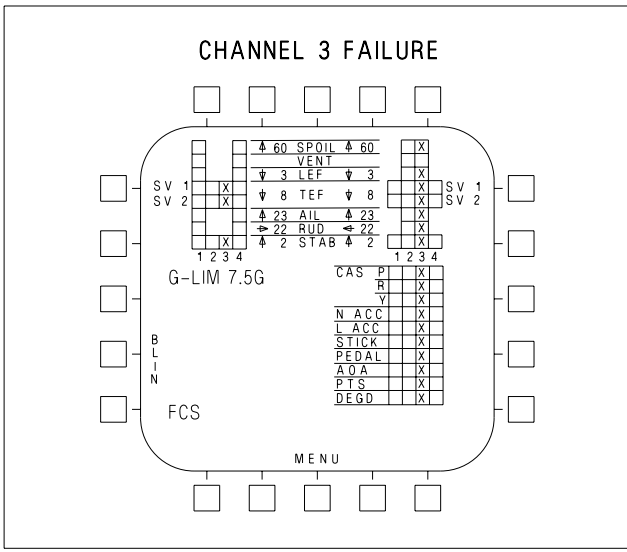 CHANNEL 3 FAILURE
↑ 60 SPOIL ↑ 60 X
VENT X
↓ 3 LEF ↓ 3 X
SV 1 X ↓ 8 TEF ↓ 8 X SV 1
SV 2 X X SV 2
↑ 23 AIL ↑ 23 X
→ 22 RUD ← 22 X
X ↑ 2 STAB ↑ 2 X
1 2 3 4 1 2 3 4
G-LIM 7.5G
CAS P X
R X
Y X
N ACC X
L ACC X
STICK X
PEDAL X
AOA X
PTS X
DEGD X
BLIN
FCS
MENU